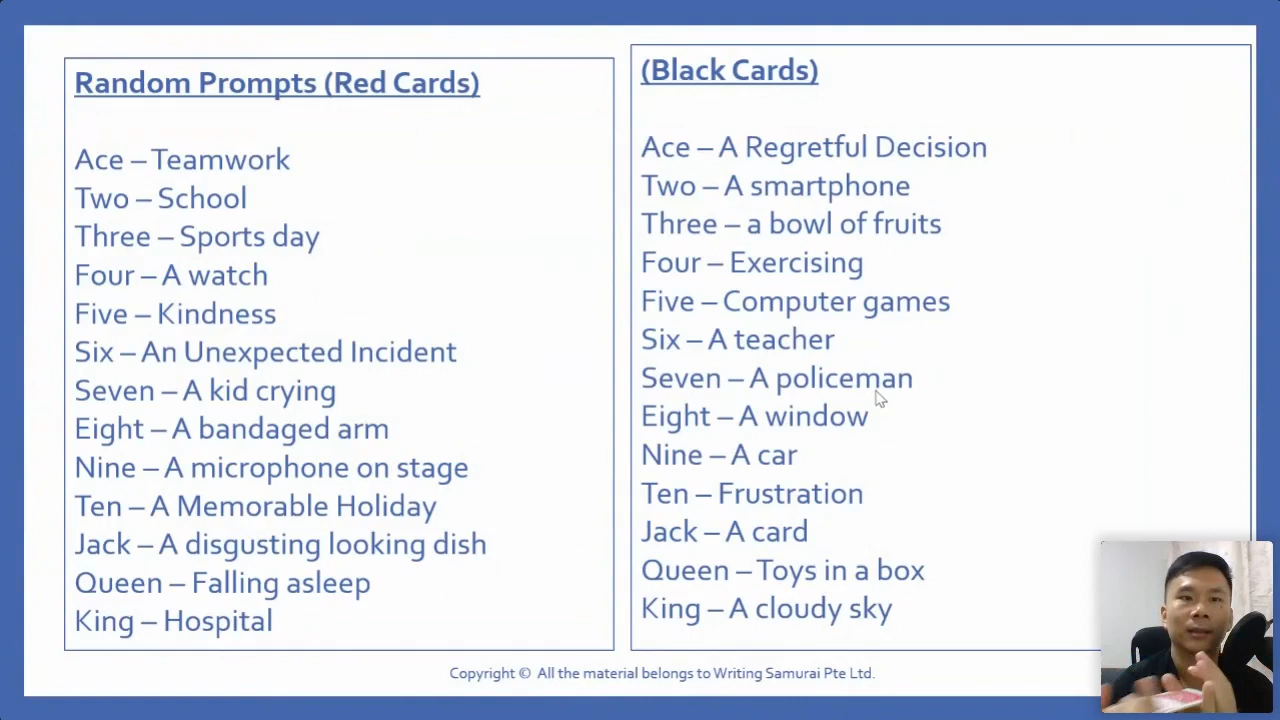 Random Prompts (Red Cards)
Ace – Teamwork
Two – School
Three – Sports day
Four – A watch
Five – Kindness
Six – An Unexpected Incident
Seven – A kid crying
Eight – A bandaged arm
Nine – A microphone on stage
Ten – A Memorable Holiday
Jack – A disgusting looking dish
Queen – Falling asleep
King – Hospital
(Black Cards)
Ace – A Regretful Decision
Two – A smartphone
Three – a bowl of fruits
Four – Exercising
Five – Computer games
Six – A teacher
Seven – A policeman
Eight – A window
Nine – A car
Ten – Frustration
Jack – A card
Queen – Toys in a box
King – A cloudy sky
Copyright © All the material belongs to Writing Samurai Pte Ltd.